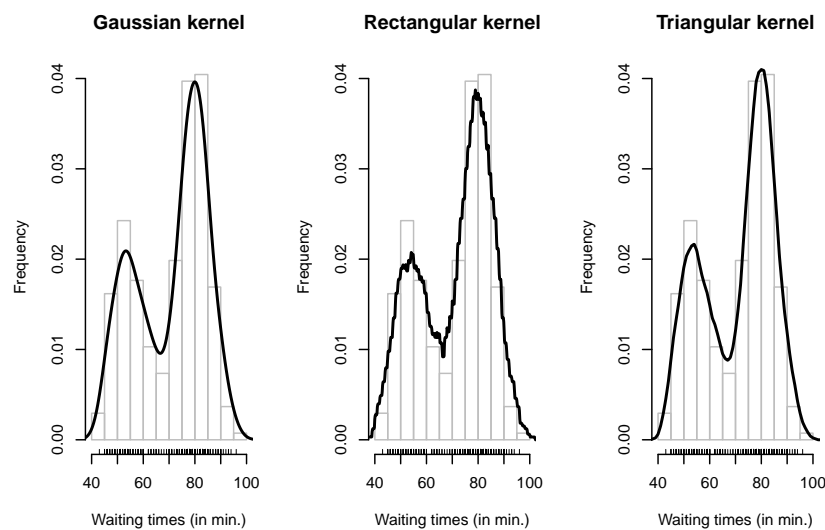 Gaussian kernel
Frequency
0.04
0.03
0.02
0.01
0.00
40 60 80 100
Waiting times (in min.)
Rectangular kernel
Frequency
0.04
0.03
0.02
0.01
0.00
40 60 80 100
Waiting times (in min.)
Triangular kernel
Frequency
0.04
0.03
0.02
0.01
0.00
40 60 80 100
Waiting times (in min.)